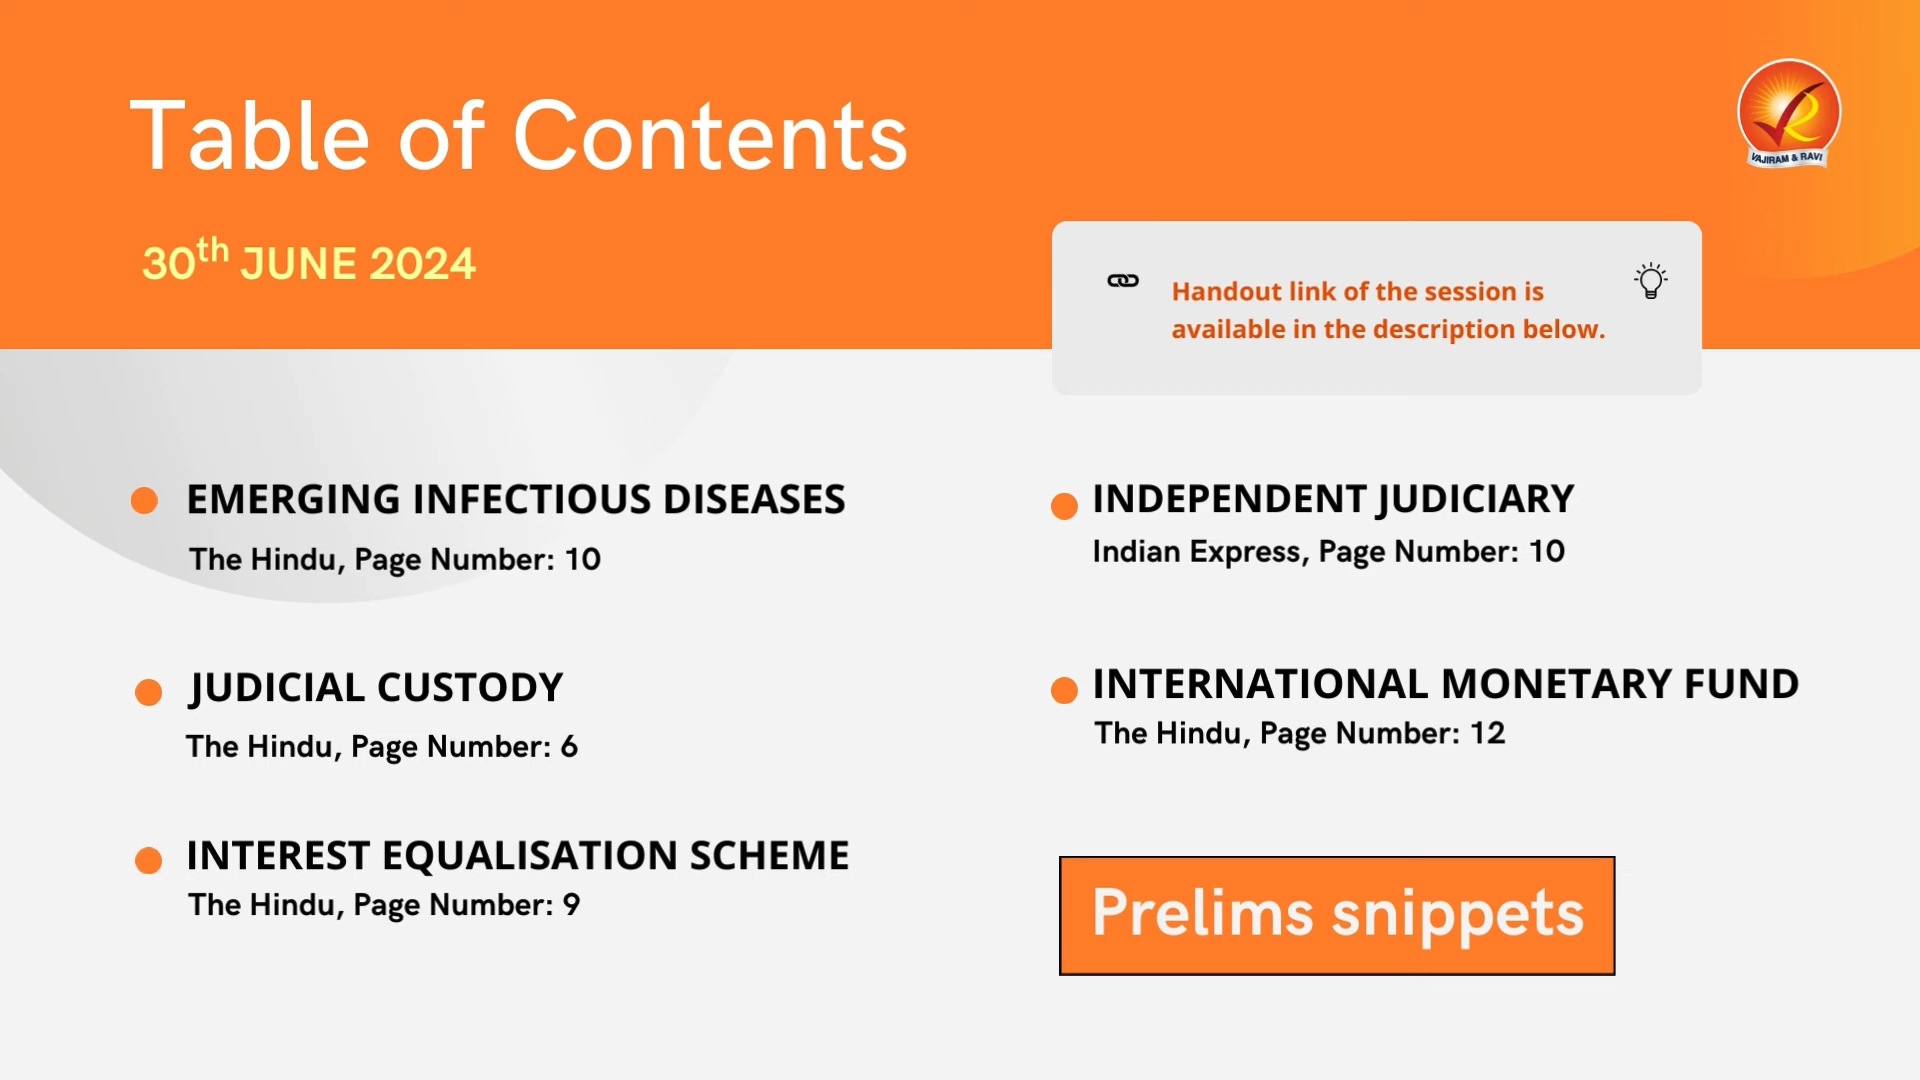 Table of Contents
VAJIRAM & RAVI
30th JUNE 2024
Handout link of the session is
available in the description below.
EMERGING INFECTIOUS DISEASES
The Hindu, Page Number: 10
JUDICIAL CUSTODY
The Hindu, Page Number: 6
INTEREST EQUALISATION SCHEME
The Hindu, Page Number: 9
INDEPENDENT JUDICIARY
Indian Express, Page Number: 10
INTERNATIONAL MONETARY FUND
The Hindu, Page Number: 12
Prelims snippets